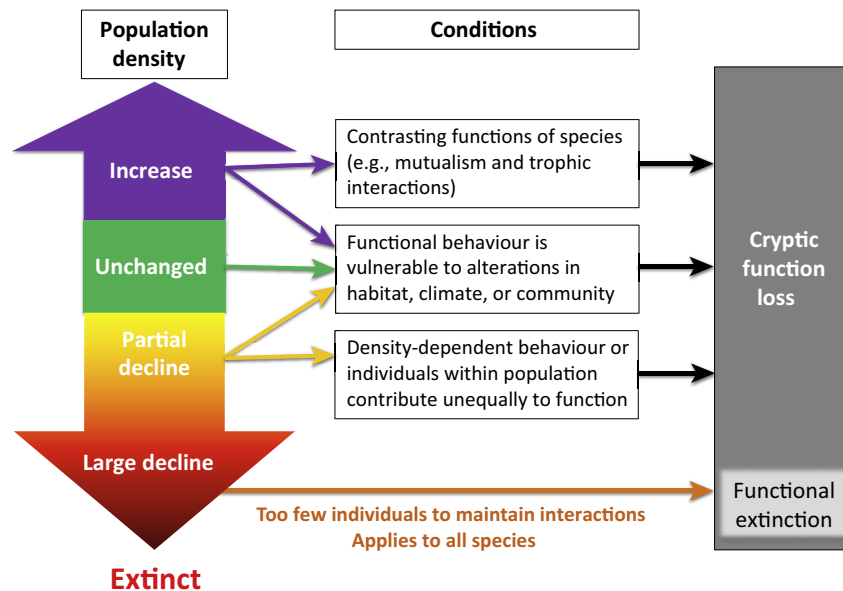 Population
density
Conditions
Increase
Contrasting functions of species
(e.g., mutualism and trophic
interactions)
Unchanged
Functional behaviour is
vulnerable to alterations in
habitat, climate, or community
Cryptic
function
loss
Partial
decline
Density-dependent behaviour or
individuals within population
contribute unequally to function
Large decline
Too few individuals to maintain interactions
Applies to all species
Functional
extinction
Extinct